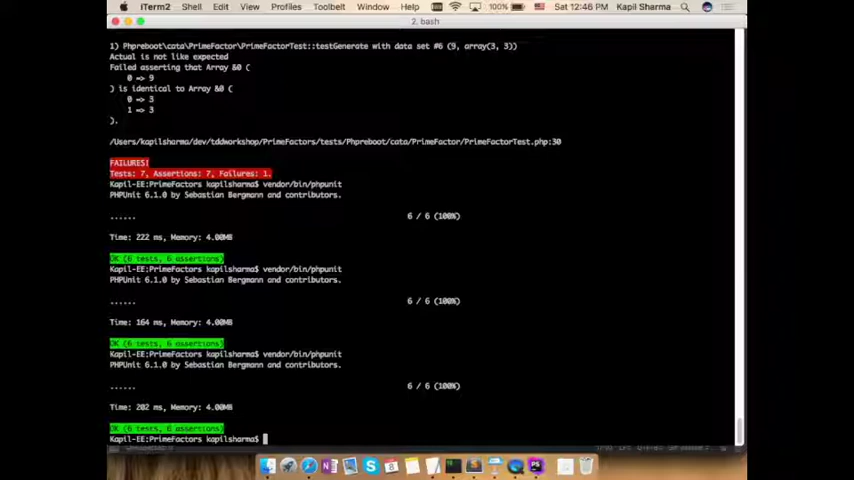 iTerm2 Shell Edit View Profiles Toolbelt Window Help 100% Sat 12:46 PM Kapil Sharma
2. bash
1) Phpreboot\cata\PrimeFactor\PrimeFactorTest::testGenerate with data set #6 (9, array(3, 3))
Actual is not like expected
Failed asserting that Array &0 (
0 => 9
) is identical to Array &0 (
0 => 3
1 => 3
).
/Users/kapilsharma/dev/tddworkshop/PrimeFactors/tests/Phpreboot/cata/PrimeFactor/PrimeFactorTest.php:30
FAILURES!
Tests: 7, Assertions: 7, Failures: 1.
Kapil-EE:PrimeFactors kapilsharma$ vendor/bin/phpunit
PHPUnit 6.1.0 by Sebastian Bergmann and contributors.
...... 6 / 6 (100%)
Time: 222 ms, Memory: 4.00MB
OK (6 tests, 6 assertions)
Kapil-EE:PrimeFactors kapilsharma$ vendor/bin/phpunit
PHPUnit 6.1.0 by Sebastian Bergmann and contributors.
...... 6 / 6 (100%)
Time: 164 ms, Memory: 4.00MB
OK (6 tests, 6 assertions)
Kapil-EE:PrimeFactors kapilsharma$ vendor/bin/phpunit
PHPUnit 6.1.0 by Sebastian Bergmann and contributors.
...... 6 / 6 (100%)
Time: 202 ms, Memory: 4.00MB
OK (6 tests, 6 assertions)
Kapil-EE:PrimeFactors kapilsharma$